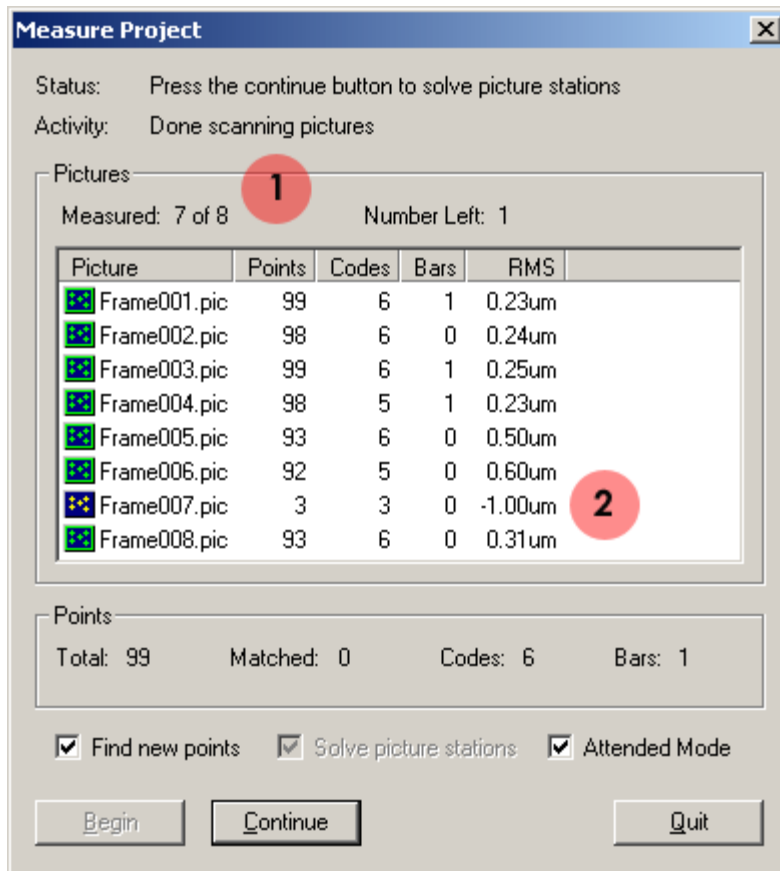 Measure Project
Status: Press the continue button to solve picture stations
Activity: Done scanning pictures
Pictures
1
Measured: 7 of 8 Number Left: 1
Picture Points Codes Bars RMS
Frame001.pic 99 6 1 0.23um
Frame002.pic 98 6 0 0.24um
Frame003.pic 99 6 1 0.25um
Frame004.pic 98 5 1 0.23um
Frame005.pic 93 6 0 0.50um
Frame006.pic 92 5 0 0.60um
Frame007.pic 3 3 0 -1.00um 2
Frame008.pic 93 6 0 0.31um
Points
Total: 99 Matched: 0 Codes: 6 Bars: 1
Find new points Solve picture stations Attended Mode
Begin Continue Quit